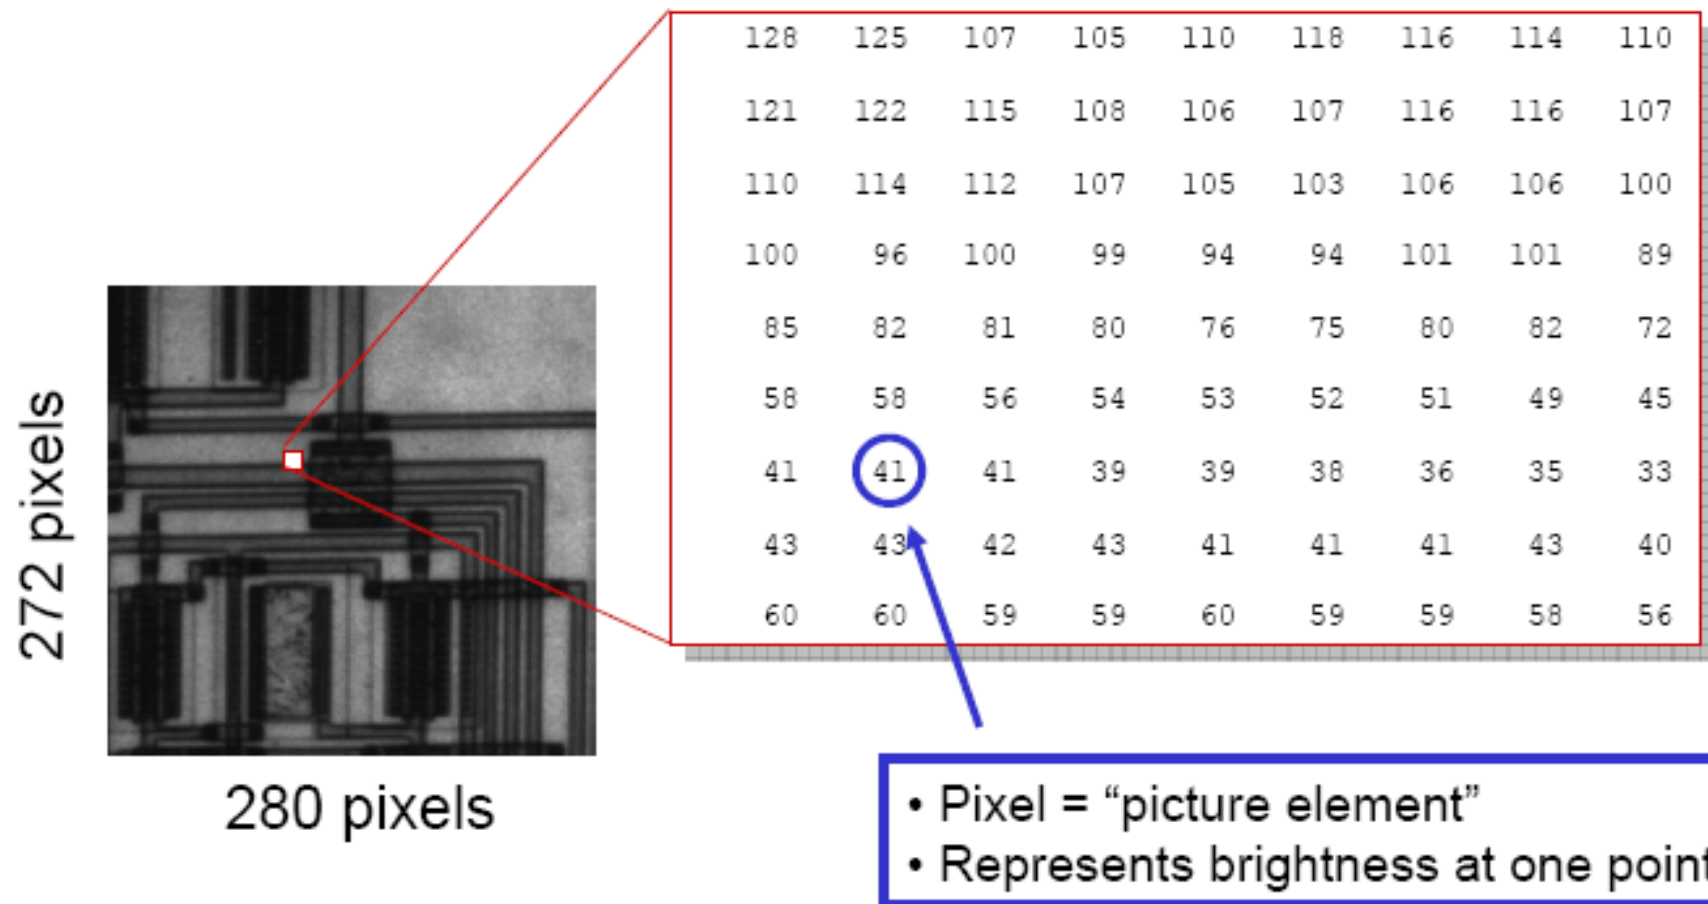 128 125 107 105 110 118 116 114 110
121 122 115 108 106 107 116 116 107
110 114 112 107 105 103 106 106 100
100 96 100 99 94 94 101 101 89
85 82 81 80 76 75 80 82 72
58 58 56 54 53 52 51 49 45
41 41 41 39 39 38 36 35 33
43 43 42 43 41 41 41 43 40
60 60 59 59 60 59 59 58 56
272 pixels
280 pixels
• Pixel = “picture element”
• Represents brightness at one point